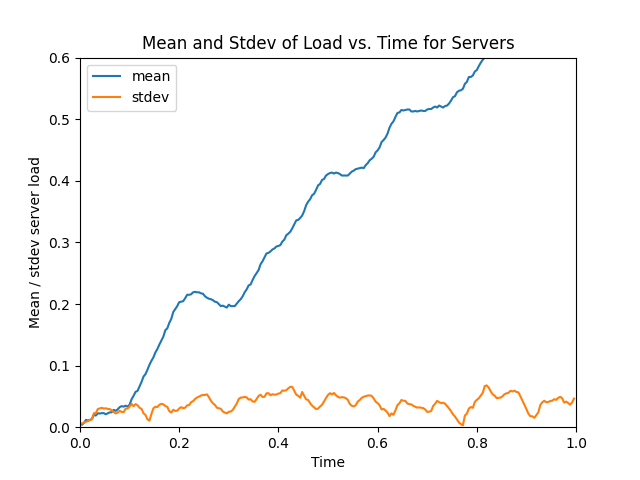 Mean and Stdev of Load vs. Time for Servers
mean
stdev
Mean / stdev server load
0.6
0.5
0.4
0.3
0.2
0.1
0.0
0.0 0.2 0.4 0.6 0.8 1.0
Time